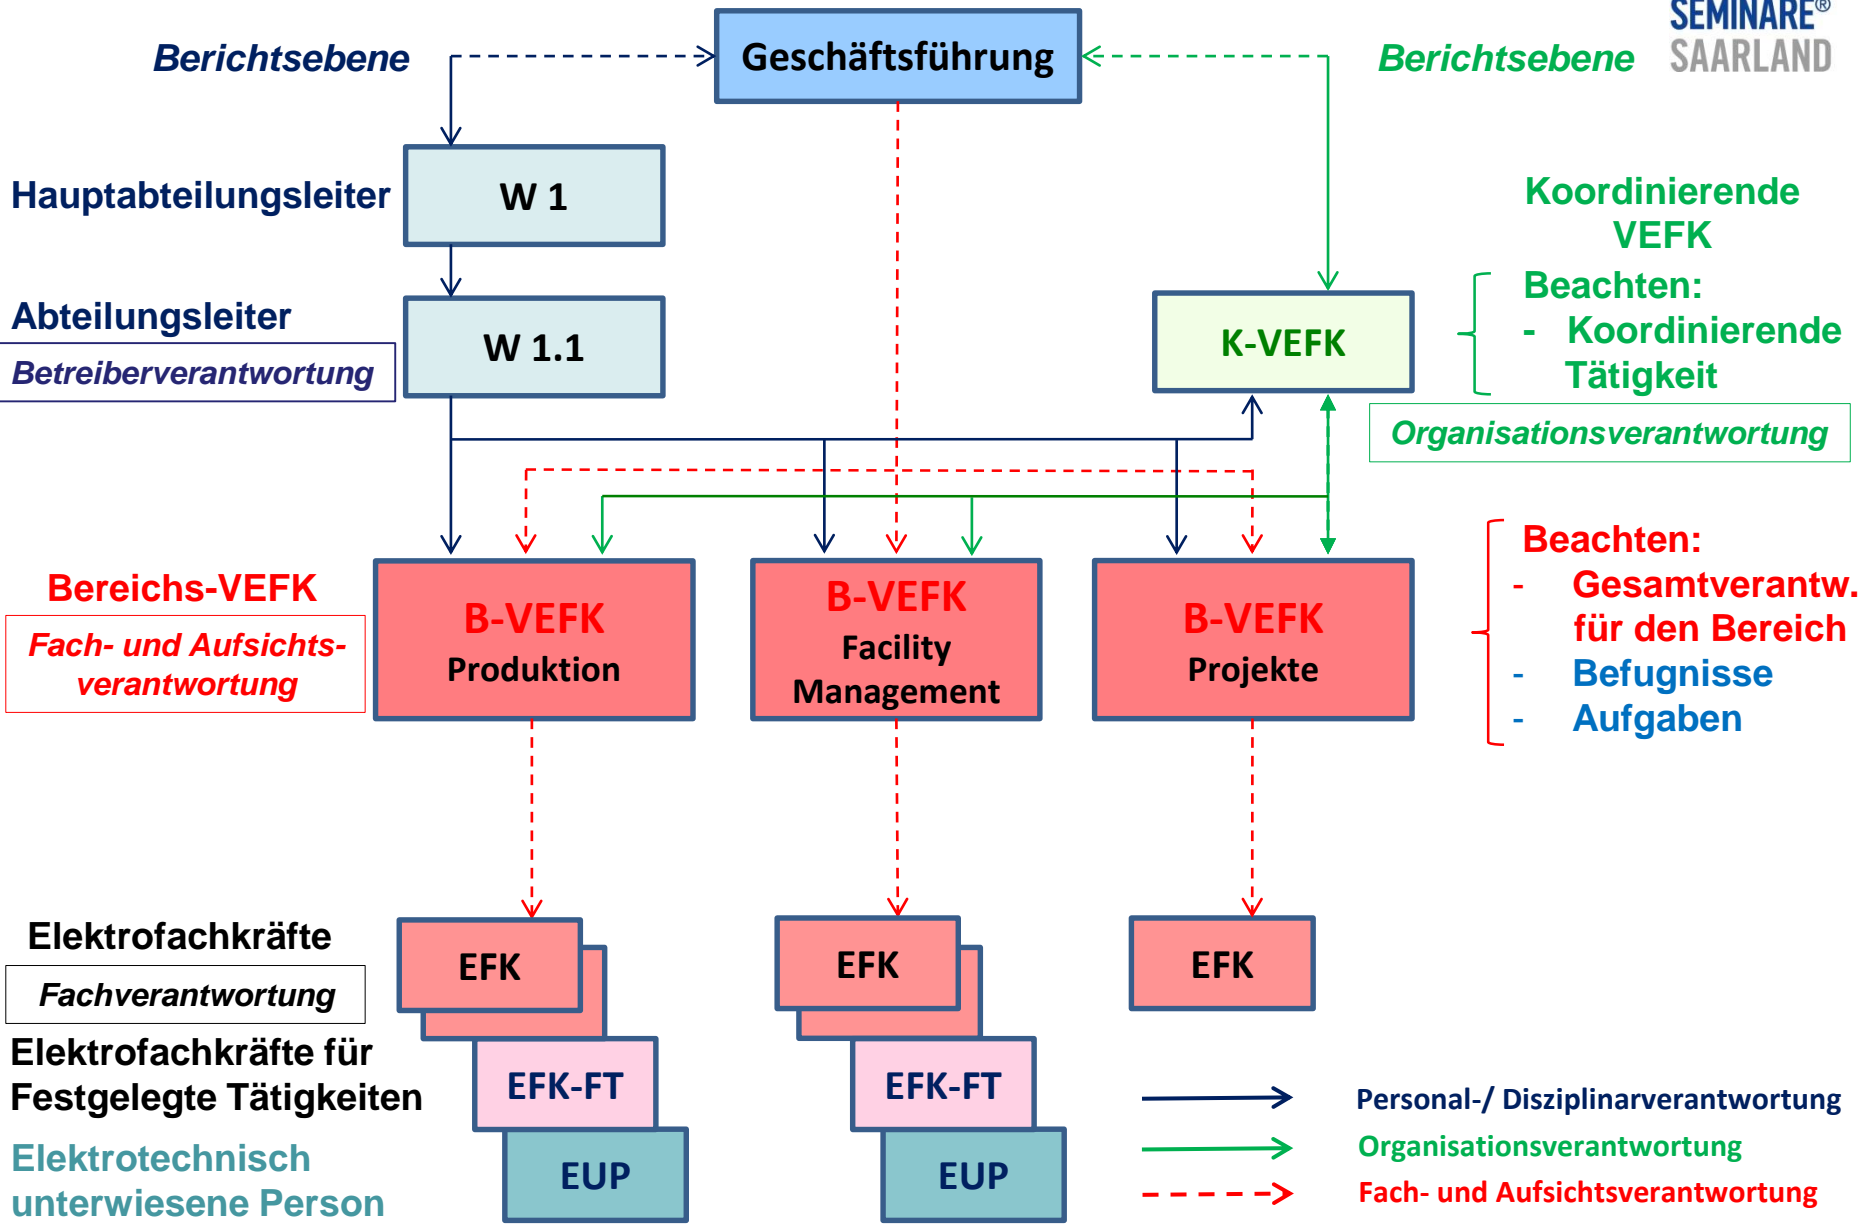 SEMINARE®
SAARLAND
Berichtsebene
Geschäftsführung
Berichtsebene
Hauptabteilungsleiter
W 1
Koordinierende
VEFK
Abteilungsleiter
Betreiberverantwortung
W 1.1
K-VEFK
Beachten:
- Koordinierende
Tätigkeit
Organisationsverantwortung
Bereichs-VEFK
Fach- und Aufsichts-
verantwortung
B-VEFK
Produktion
B-VEFK
Facility
Management
B-VEFK
Projekte
Beachten:
- Gesamtverantw.
für den Bereich
- Befugnisse
- Aufgaben
Elektrofachkräfte
Fachverantwortung
EFK
EFK
EFK
Elektrofachkräfte für
Festgelegte Tätigkeiten
EFK-FT
EFK-FT
Elektrotechnisch
unterwiesene Person
EUP
EUP
Personal-/ Disziplinarverantwortung
Organisationsverantwortung
Fach- und Aufsichtsverantwortung